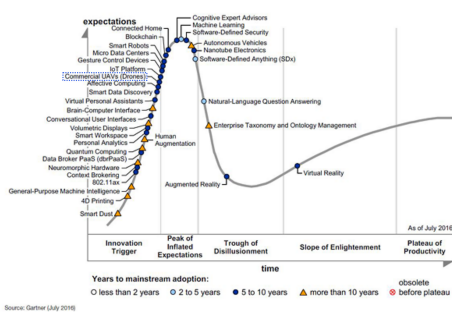 expectations
Cognitive Expert Advisors
Machine Learning
Software-Defined Security
Connected Home
Blockchain
Autonomous Vehicles
Smart Robots
Nanotube Electronics
Micro Data Centers
Software-Defined Anything (SDx)
Gesture Control Devices
IoT Platform
Commercial UAVs (Drones)
Affective Computing
Smart Data Discovery
Virtual Personal Assistants
Natural-Language Question Answering
Brain-Computer Interface
Conversational User Interfaces
Volumetric Displays
Enterprise Taxonomy and Ontology Management
Smart Workspace
Personal Analytics
Human
Augmentation
Quantum Computing
Data Broker PaaS (dbrPaaS)
Neuromorphic Hardware
Context Brokering
802.11ax
General-Purpose Machine Intelligence
4D Printing
Smart Dust
Augmented Reality
Virtual Reality
As of July 2016
Innovation
Trigger
Peak of
Inflated
Expectations
Trough of
Disillusionment
Slope of Enlightenment
Plateau of
Productivity
time
Years to mainstream adoption:
less than 2 years
2 to 5 years
5 to 10 years
more than 10 years
obsolete
before plateau
Source: Gartner (July 2016)